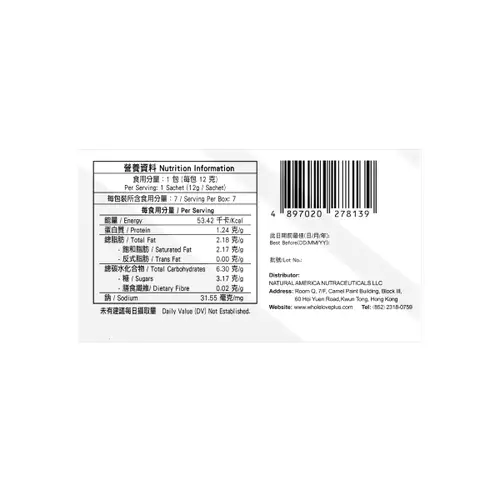 營養資料 Nutrition Information
食用分量：1 包 (每包 12 克)
Per Serving: 1 Sachet (12g / Sachet)
每包裝所含食用分量：7 / Serving Per Box: 7
每食用分量 / Per Serving
能量 / Energy 53.42 千卡/Kcal
蛋白質 / Protein 1.24 克/g
總脂肪 / Total Fat 2.18 克/g
- 飽和脂肪 / Saturated Fat 2.17 克/g
- 反式脂肪 / Trans Fat 0.00 克/g
總碳水化合物 / Total Carbohydrates 6.30 克/g
- 糖 / Sugars 3.17 克/g
- 膳食纖維/ Dietary Fibre 0.02 克/g
鈉 / Sodium 31.55 毫克/mg
未有建議每日攝取量 Daily Value (DV) Not Established.
4 897020 278139
此日期前最佳(日/月/年):
Best Before(DD/MM/YY):
批號/Lot No.:
Distributor:
NATURAL AMERICA NUTRACEUTICALS LLC
Address: Room Q, 7/F, Camel Paint Building, Block III,
60 Hoi Yuen Road, Kwun Tong, Hong Kong
Website: www.wholeloveplus.com Tel: (852) 2318-0759